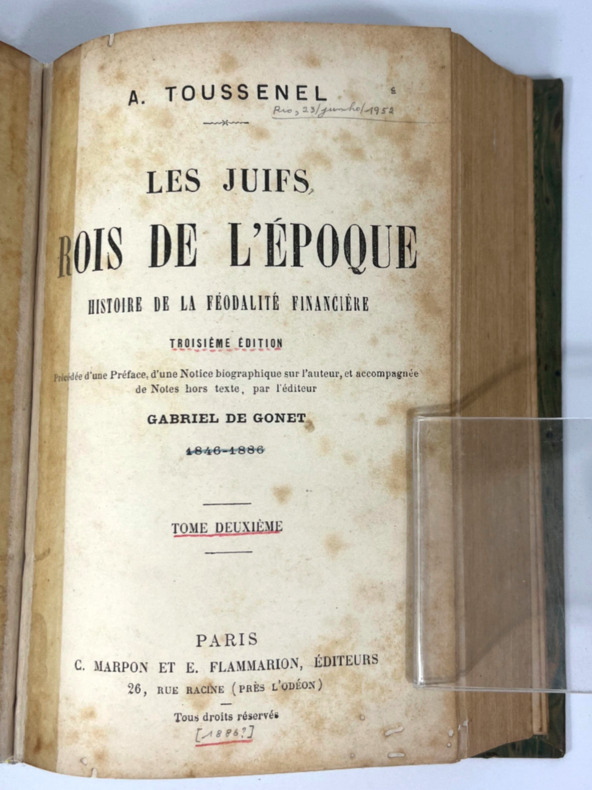 A. TOUSSENEL
Rio, 23/junho/1952
LES JUIFS
ROIS DE L'ÉPOQUE
HISTOIRE DE LA FÉODALITÉ FINANCIÈRE
TROISIÈME ÉDITION
Précédée d'une Préface, d'une Notice biographique sur l'auteur, et accompagnée
de Notes hors texte, par l'éditeur
GABRIEL DE GONET
1846-1886
TOME DEUXIÈME
PARIS
C. MARPON ET E. FLAMMARION, ÉDITEURS
26, RUE RACINE (PRÈS L'ODÉON)
Tous droits réservés
[1886?]